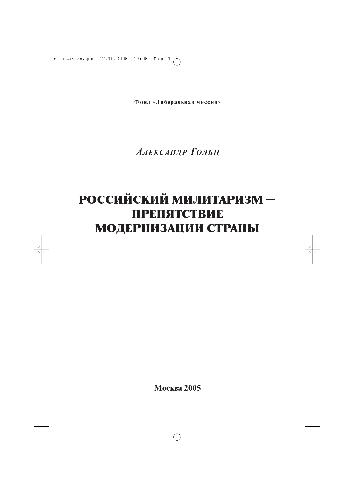 Фонд «Либеральная миссия»
АЛЕКСАНДР ГОЛЬЦ
РОССИЙСКИЙ МИЛИТАРИЗМ —
ПРЕПЯТСТВИЕ
МОДЕРНИЗАЦИИ СТРАНЫ
Москва 2005